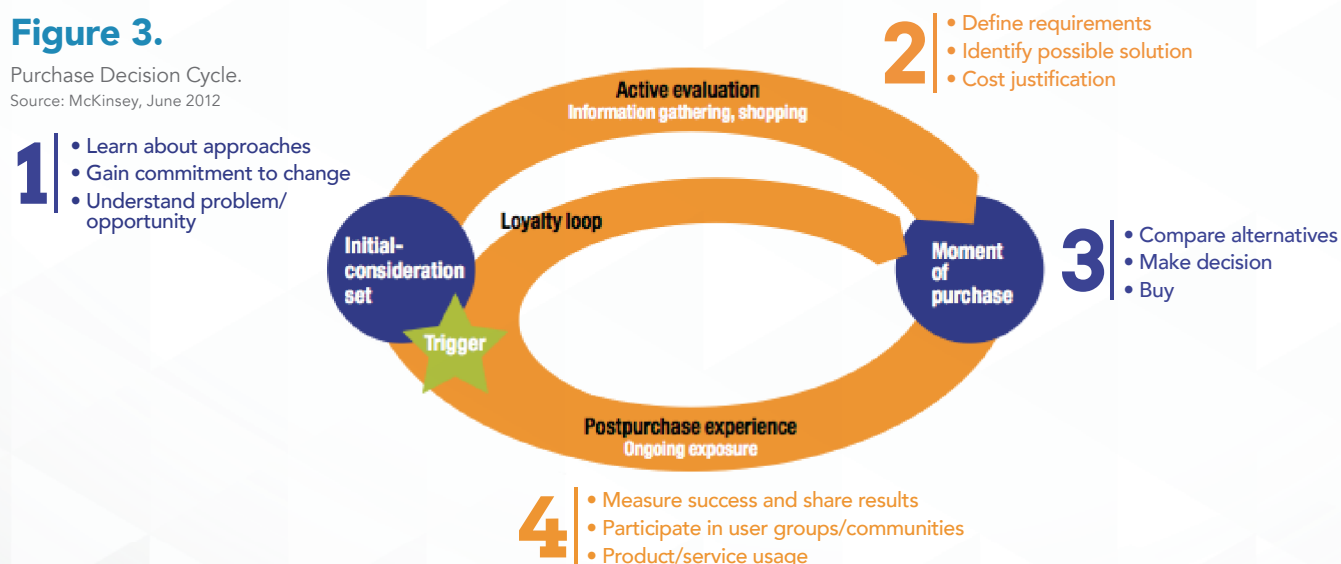 Figure 3.
Purchase Decision Cycle.
Source: McKinsey, June 2012
1
• Learn about approaches
• Gain commitment to change
• Understand problem/
opportunity
2
• Define requirements
• Identify possible solution
• Cost justification
Active evaluation
Information gathering, shopping
Loyalty loop
Initial-
consideration
set
Trigger
Moment
of
purchase
3
• Compare alternatives
• Make decision
• Buy
Postpurchase experience
Ongoing exposure
4
• Measure success and share results
• Participate in user groups/communities
• Product/service usage